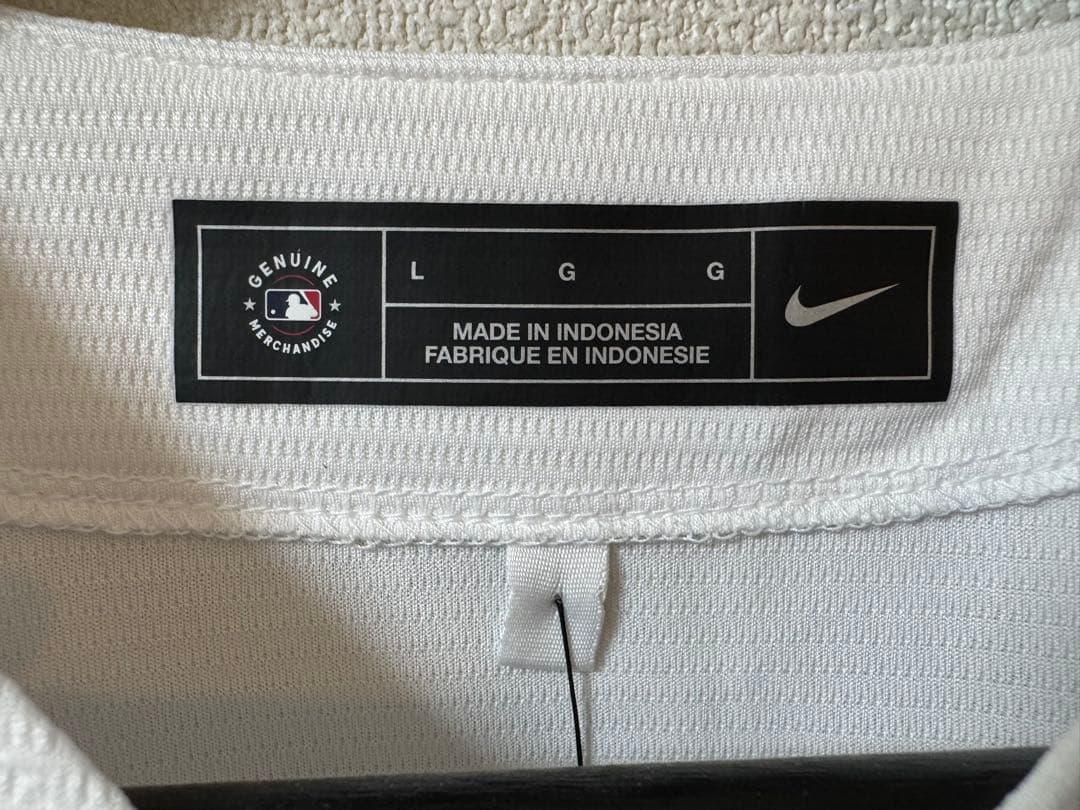 GENUINE
MERCHANDISE
L G G
MADE IN INDONESIA
FABRIQUE EN INDONESIE